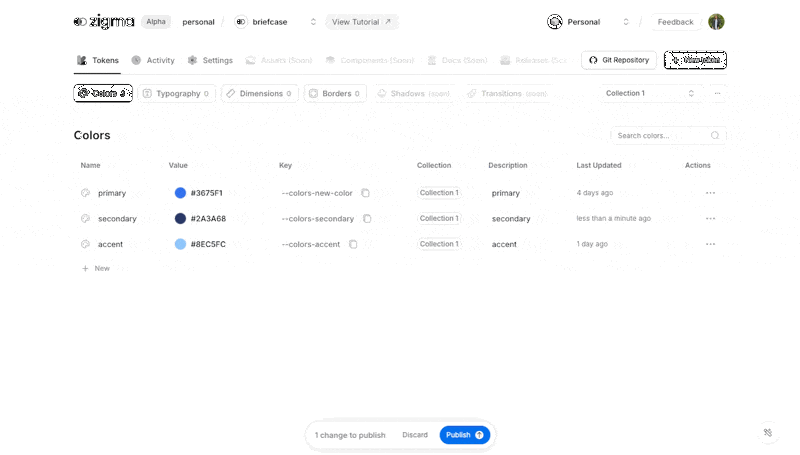 zigma Alpha personal / briefcase View Tutorial Personal / Feedback
Tokens Activity Settings Assets (Soon) Components (Soon) Docs (Soon) Releases Git Repository
Colors Typography 0 Dimensions 0 Borders 0 Shadows (soon) Transitions (soon) Collection 1
Colors
Search colors...
Name Value Key Collection Description Last Updated Actions
primary #3675F1 --colors-new-color Collection 1 primary 4 days ago
secondary #2A3A68 --colors-secondary Collection 1 secondary less than a minute ago
accent #8EC5FC --colors-accent Collection 1 accent 1 day ago
+ New
1 change to publish Discard Publish